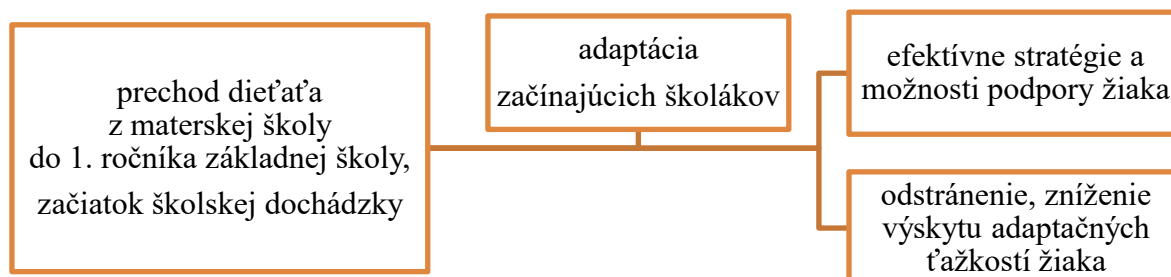 prechod dieťaťa
z materskej školy
do 1. ročníka základnej školy,
začiatok školskej dochádzky
adaptácia
začínajúcich školákov
efektívne stratégie a
možnosti podpory žiaka
odstránenie, zníženie
výskytu adaptačných
ťažkostí žiaka